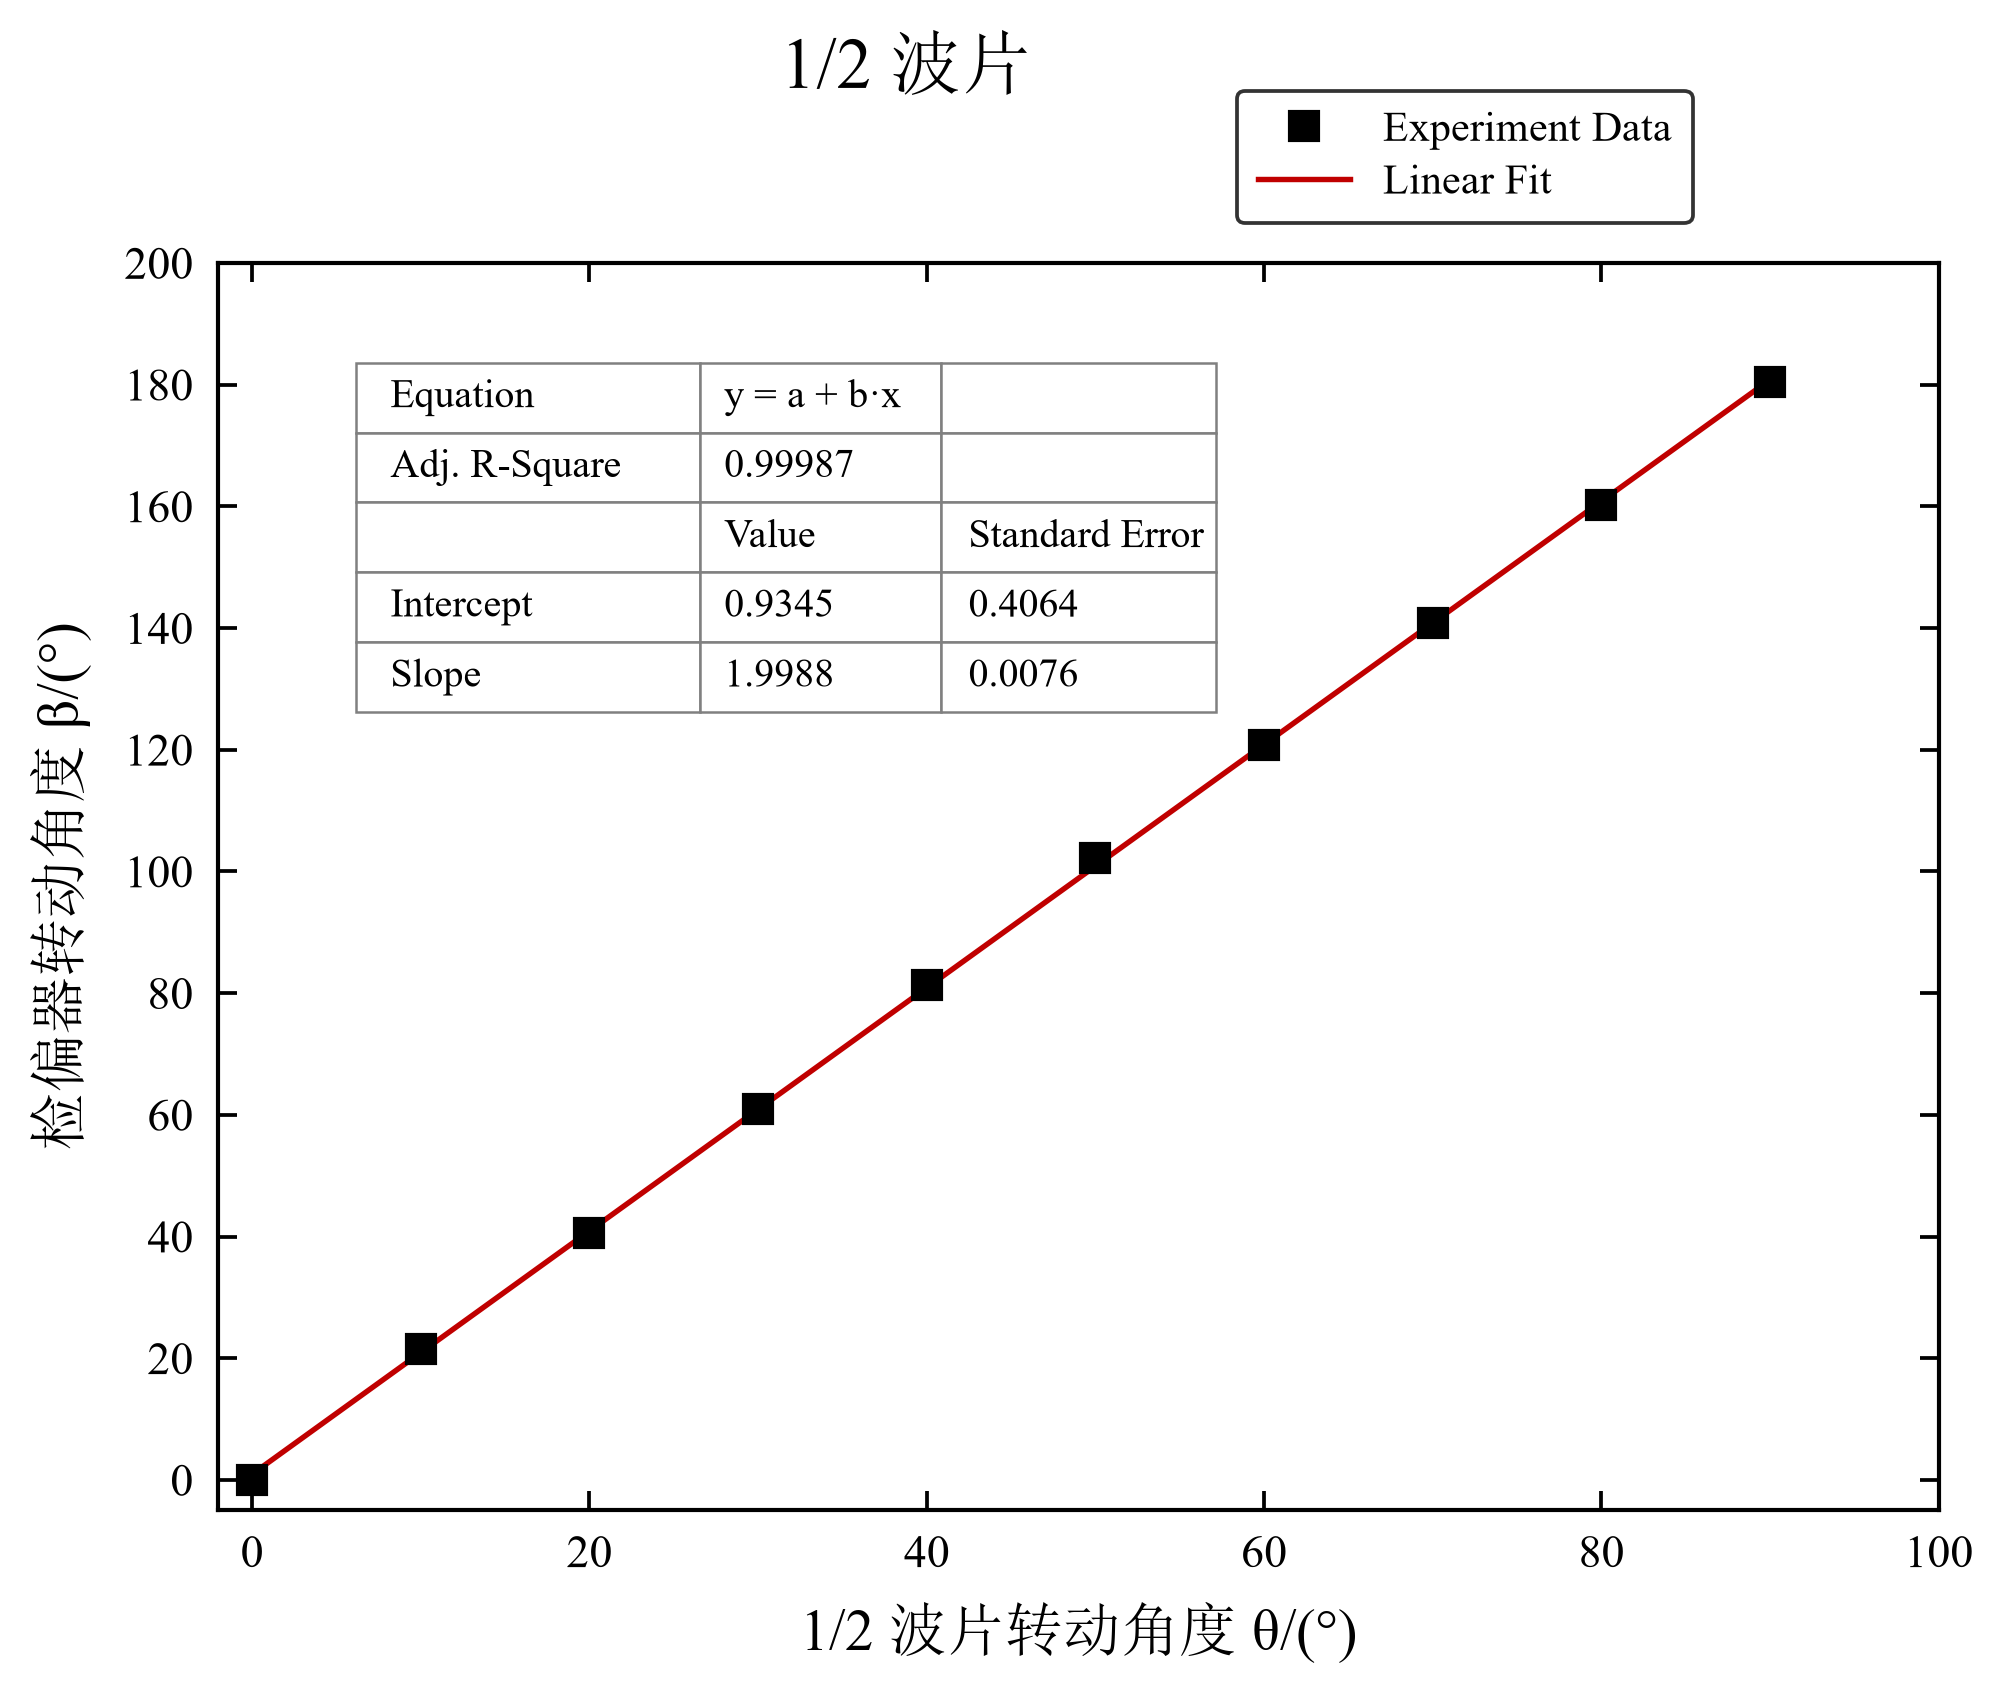 1/2 波片
Experiment Data
Linear Fit
200
180
160
140
120
100
80
60
40
20
0
检偏器转动角度 β/(°)
Equation y = a + b·x
Adj. R-Square 0.99987
Value Standard Error
Intercept 0.9345 0.4064
Slope 1.9988 0.0076
0 20 40 60 80 100
1/2 波片转动角度 θ/(°)